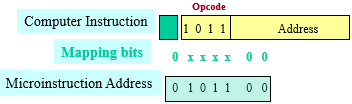 Opcode
Computer Instruction 1 0 1 1 Address
Mapping bits 0 x x x x 0 0
Microinstruction Address 0 1 0 1 1 0 0